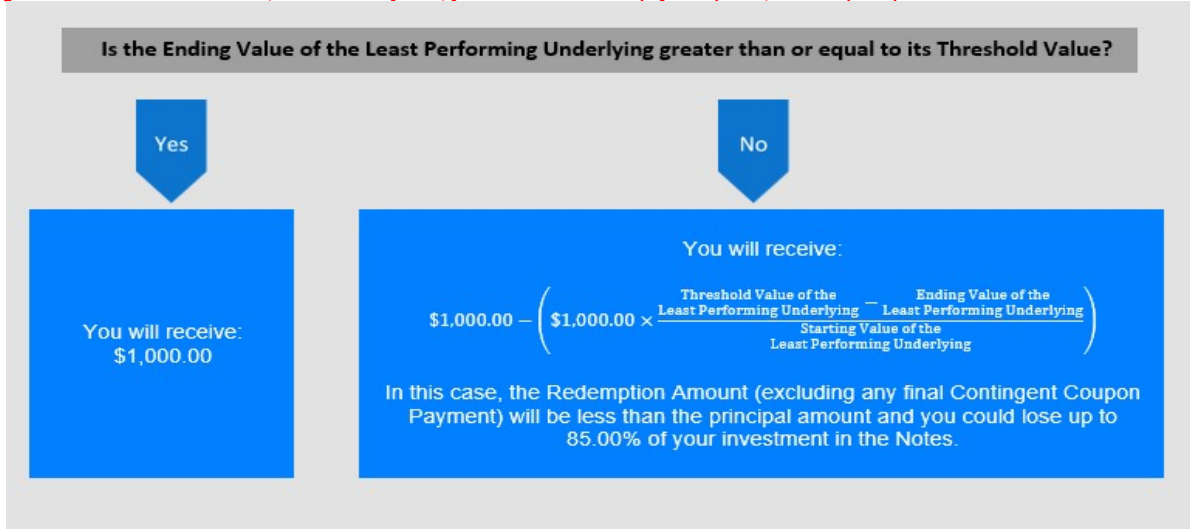 Is the Ending Value of the Least Performing Underlying greater than or equal to its Threshold Value?
Yes
No
You will receive:
$1,000.00
You will receive:
$1,000.00 − ( $1,000.00 × (Threshold Value of the Least Performing Underlying − Ending Value of the Least Performing Underlying) / Starting Value of the Least Performing Underlying )
In this case, the Redemption Amount (excluding any final Contingent Coupon
Payment) will be less than the principal amount and you could lose up to
85.00% of your investment in the Notes.